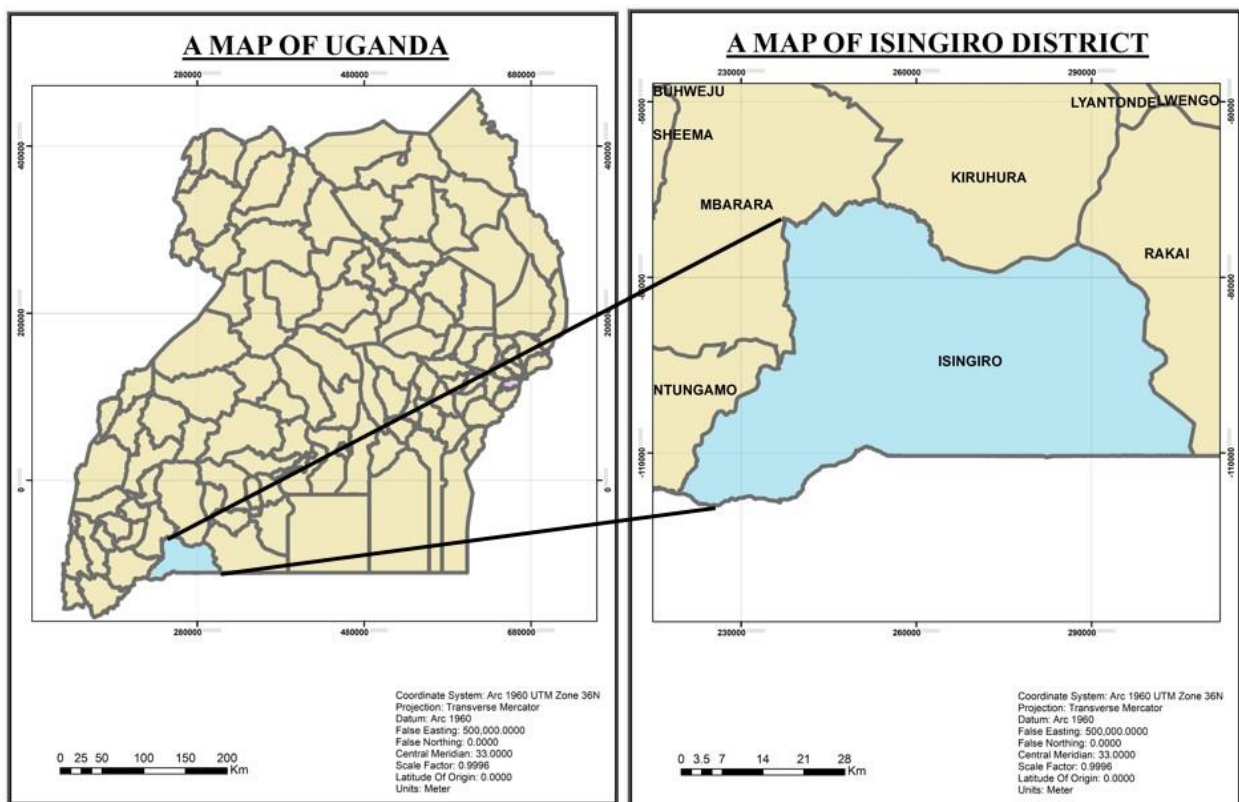 A MAP OF UGANDA
280000 480000 680000
400000 400000
200000 200000
0 0
280000 480000 680000
Coordinate System: Arc 1960 UTM Zone 36N
Projection: Transverse Mercator
Datum: Arc 1960
False Easting: 500,000.0000
False Northing: 0.0000
Central Meridian: 33.0000
Scale Factor: 0.9996
Latitude Of Origin: 0.0000
Units: Meter
0 25 50 100 150 200
Km
A MAP OF ISINGIRO DISTRICT
230000 260000 290000
BUHWEJU
LYANTONDE LWENGO
-50000 -50000
SHEEMA
KIRUHURA
MBARARA
RAKAI
-80000
ISINGIRO
NTUNGAMO
-110000 -110000
230000 260000 290000
Coordinate System: Arc 1960 UTM Zone 36N
Projection: Transverse Mercator
Datum: Arc 1960
False Easting: 500,000.0000
False Northing: 0.0000
Central Meridian: 33.0000
Scale Factor: 0.9996
Latitude Of Origin: 0.0000
Units: Meter
0 3.5 7 14 21 28
Km